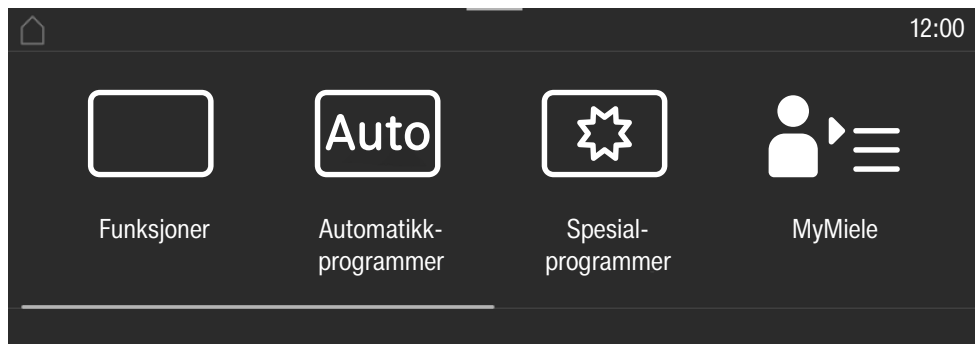 12:00
Auto
Funksjoner
Automatikk-
programmer
Spesial-
programmer
MyMiele